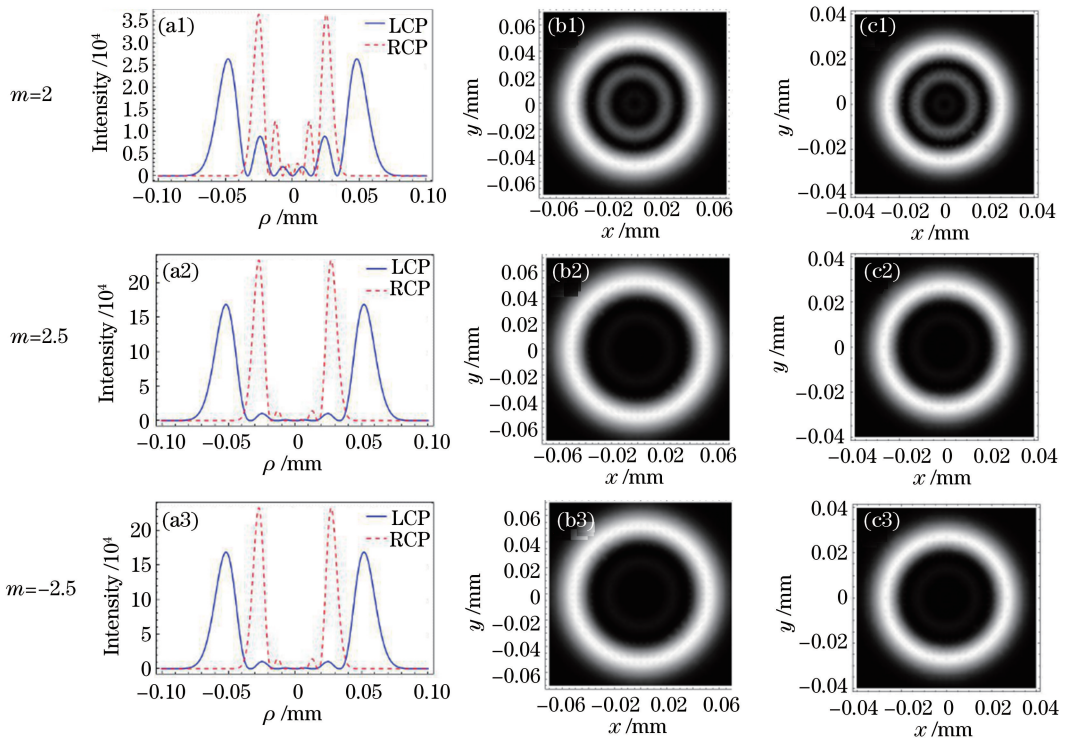 m=2
Intensity /10⁴
3.5
3.0
2.5
2.0
1.5
1.0
0.5
0
(a1)
LCP
RCP
−0.10 −0.05 0 0.05 0.10
ρ /mm
y /mm
0.06
0.04
0.02
0
−0.02
−0.04
−0.06
(b1)
−0.06 −0.02 0.02 0.06
x /mm
y /mm
0.04
0.02
0
−0.02
−0.04
(c1)
−0.04 −0.02 0 0.02 0.04
x /mm
m=2.5
Intensity /10⁴
20
15
10
5
0
(a2)
LCP
RCP
−0.10 −0.05 0 0.05 0.10
ρ /mm
y /mm
0.06
0.04
0.02
0
−0.02
−0.04
−0.06
(b2)
−0.06 −0.02 0.02 0.06
x /mm
y /mm
0.04
0.02
0
−0.02
−0.04
(c2)
−0.04 −0.02 0 0.02 0.04
x /mm
m=−2.5
Intensity /10⁴
20
15
10
5
0
(a3)
LCP
RCP
−0.10 −0.05 0 0.05 0.10
ρ /mm
y /mm
0.06
0.04
0.02
0
−0.02
−0.04
−0.06
(b3)
−0.06 −0.02 0.02 0.06
x /mm
y /mm
0.04
0.02
0
−0.02
−0.04
(c3)
−0.04 −0.02 0 0.02 0.04
x /mm